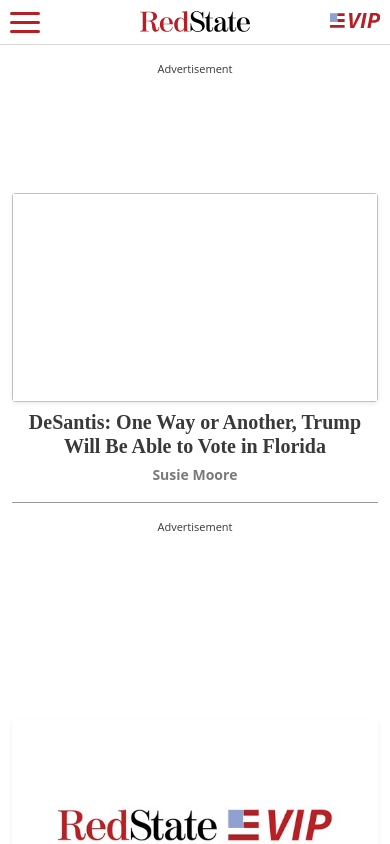 RedState VIP
Advertisement
DeSantis: One Way or Another, Trump
Will Be Able to Vote in Florida
Susie Moore
Advertisement
RedState VIP